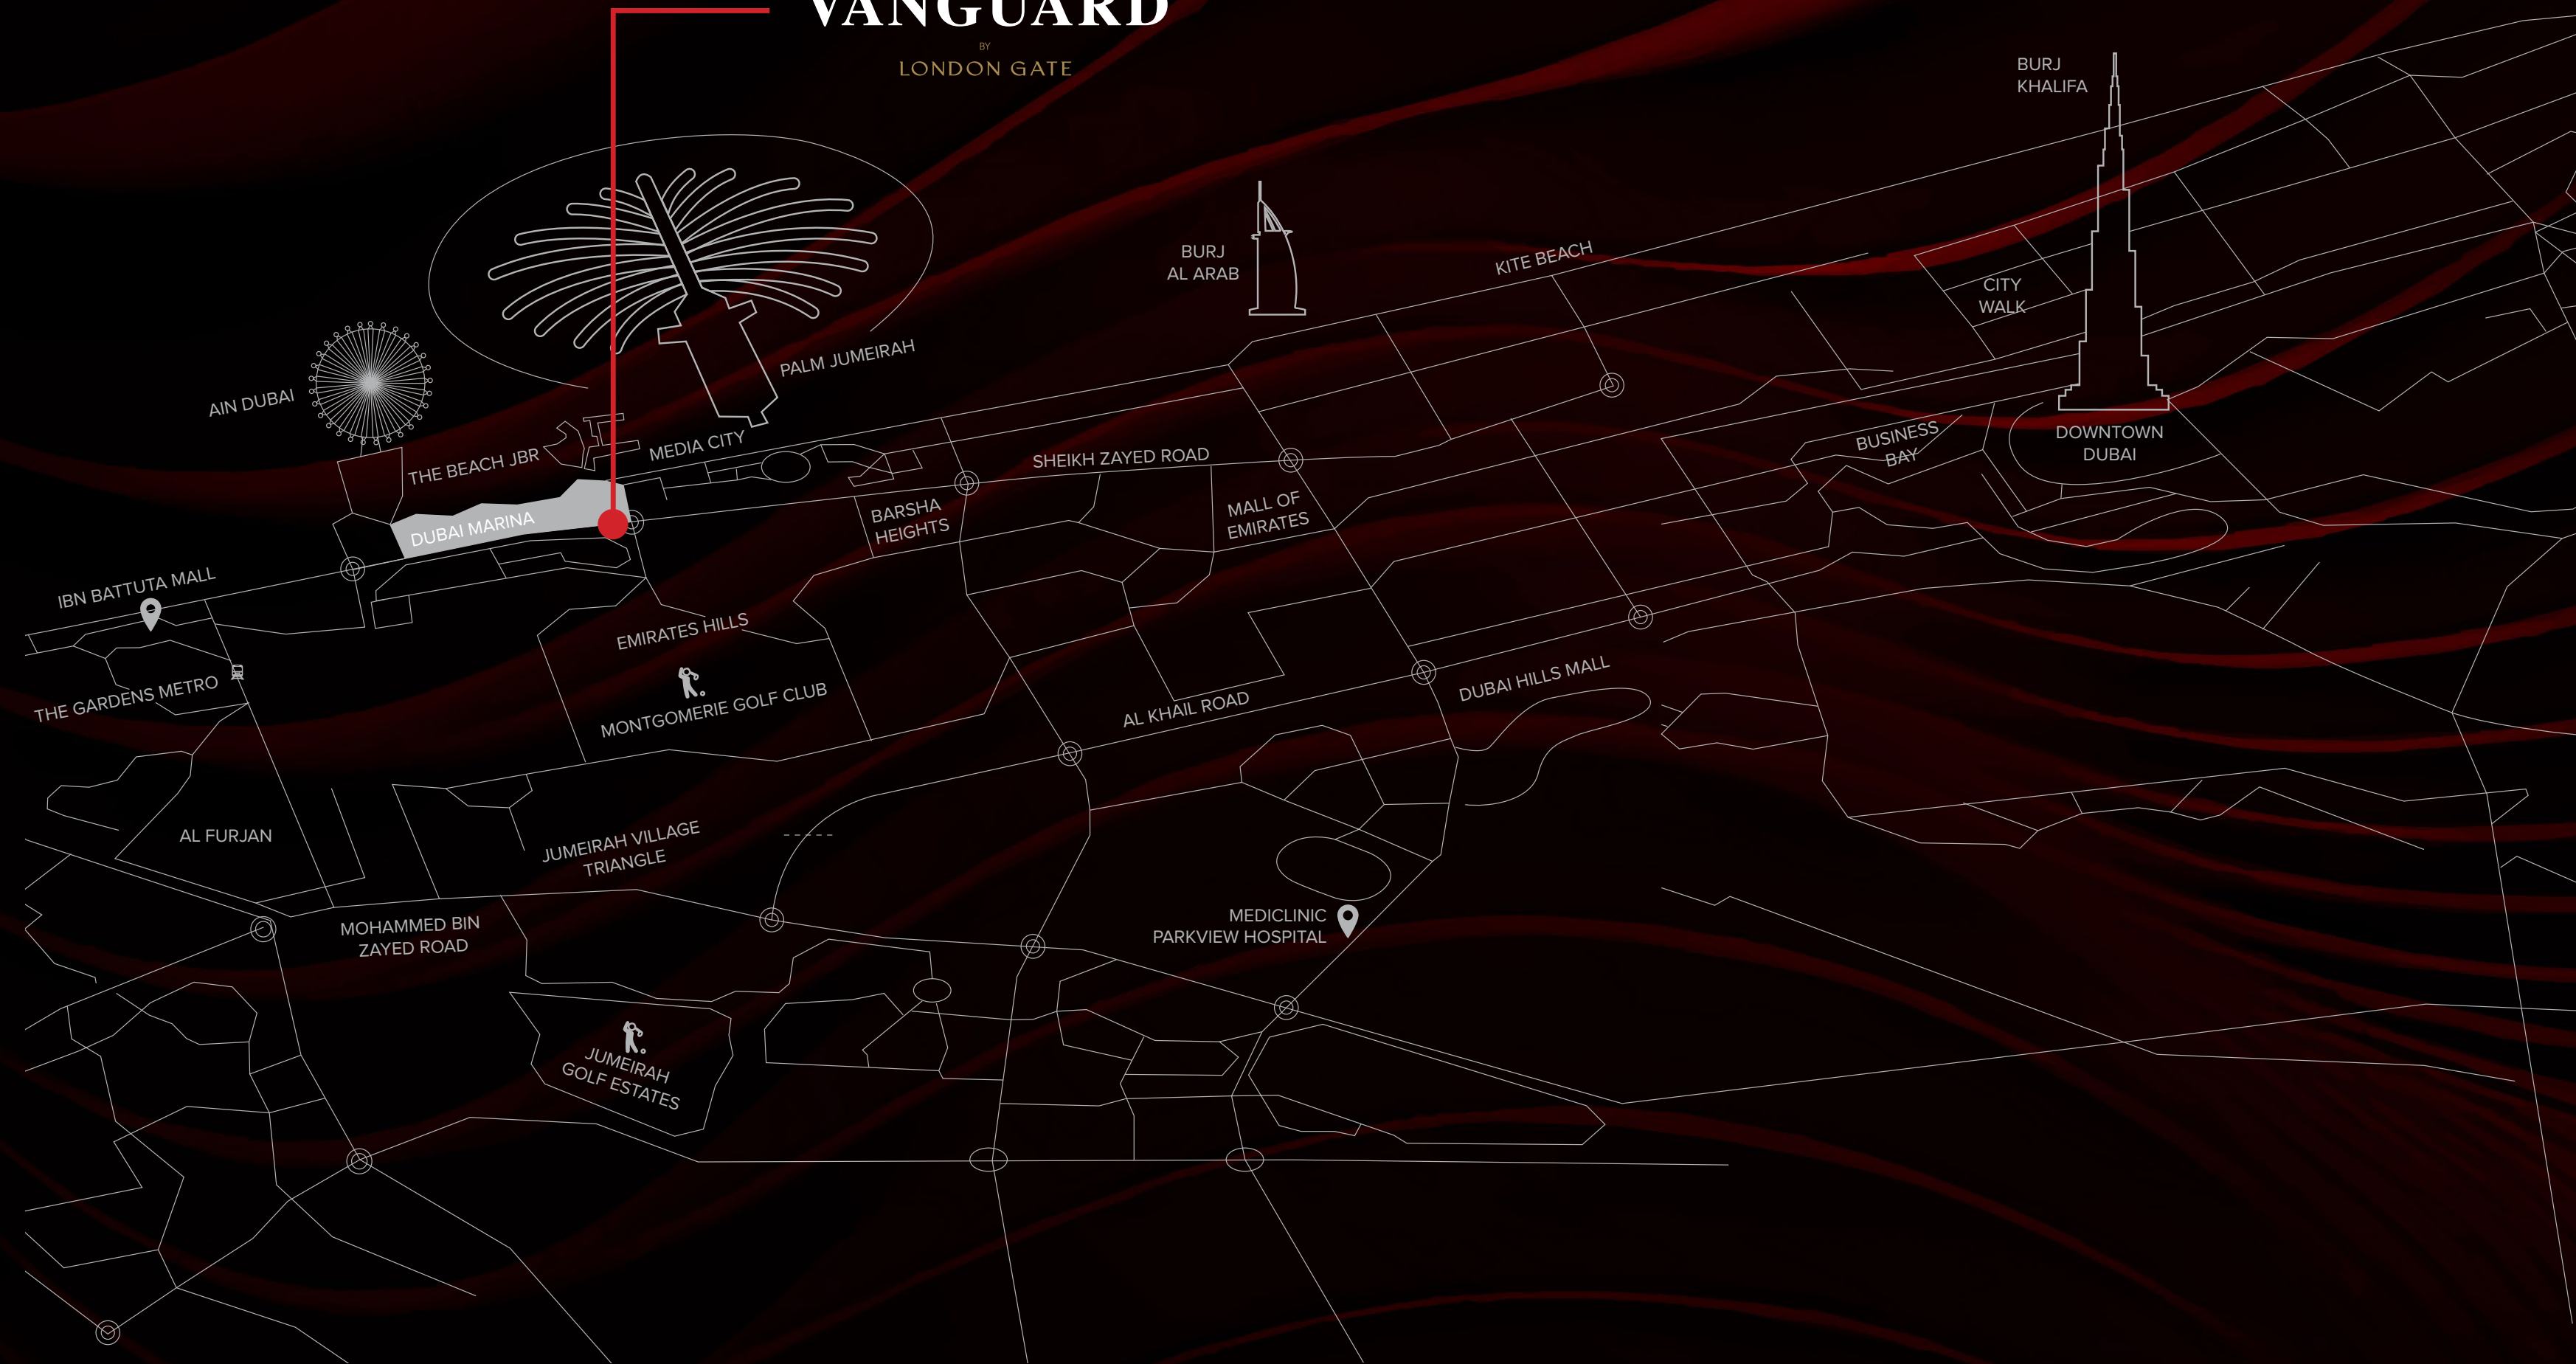 VANGUARD
BY
LONDON GATE
BURJ
KHALIFA
BURJ
AL ARAB
KITE BEACH
CITY
WALK
PALM JUMEIRAH
AIN DUBAI
THE BEACH JBR
MEDIA CITY
SHEIKH ZAYED ROAD
BUSINESS
BAY
DOWNTOWN
DUBAI
DUBAI MARINA
BARSHA
HEIGHTS
MALL OF
EMIRATES
IBN BATTUTA MALL
EMIRATES HILLS
THE GARDENS METRO
MONTGOMERIE GOLF CLUB
AL KHAIL ROAD
DUBAI HILLS MALL
AL FURJAN
JUMEIRAH VILLAGE
TRIANGLE
MOHAMMED BIN
ZAYED ROAD
MEDICLINIC
PARKVIEW HOSPITAL
JUMEIRAH
GOLF ESTATES